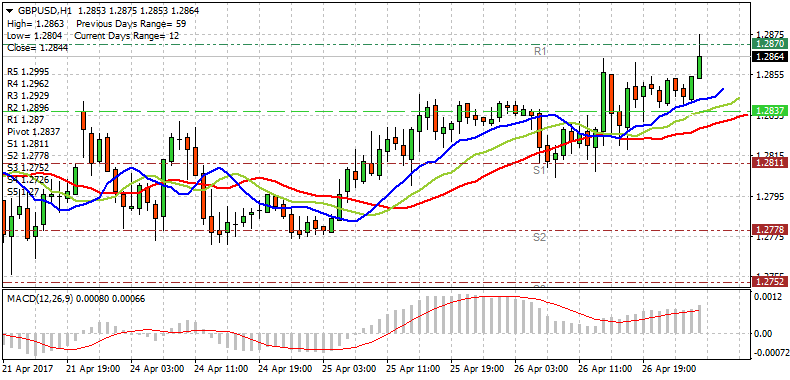 GBPUSD,H1 1.2853 1.2875 1.2853 1.2864
High= 1.2863 Previous Days Range= 59
Low= 1.2804 Current Days Range= 12
Close= 1.2844
R5 1.2995
R4 1.2962
R3 1.2929
R2 1.2896
R1 1.287
Pivot 1.2837
S1 1.2811
S2 1.2778
S3 1.2752
R1
S1
S2
1.2875
1.2870
1.2864
1.2855
1.2837
1.2835
1.2815
1.2811
1.2795
1.2778
1.2775
1.2755
1.2752
MACD(12,26,9) 0.00080 0.00066
0.0012
0.00
-0.00072
21 Apr 2017
21 Apr 19:00
24 Apr 03:00
24 Apr 11:00
24 Apr 19:00
25 Apr 03:00
25 Apr 11:00
25 Apr 19:00
26 Apr 03:00
26 Apr 11:00
26 Apr 19:00